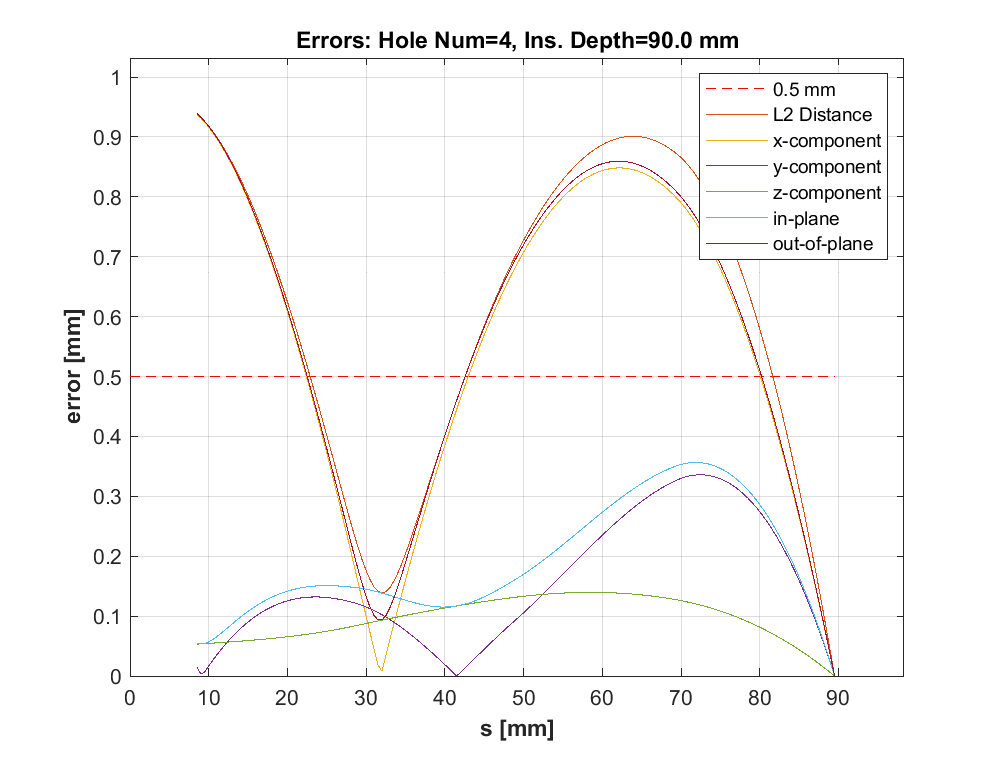 Errors: Hole Num=4, Ins. Depth=90.0 mm
1
0.9
0.8
0.7
0.6
0.5
0.4
0.3
0.2
0.1
0
error [mm]
0.5 mm
L2 Distance
x-component
y-component
z-component
in-plane
out-of-plane
0 10 20 30 40 50 60 70 80 90
s [mm]